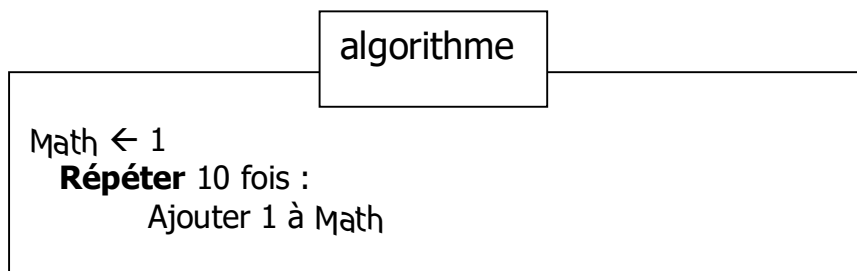 algorithme
Math ← 1
Répéter 10 fois :
Ajouter 1 à Math